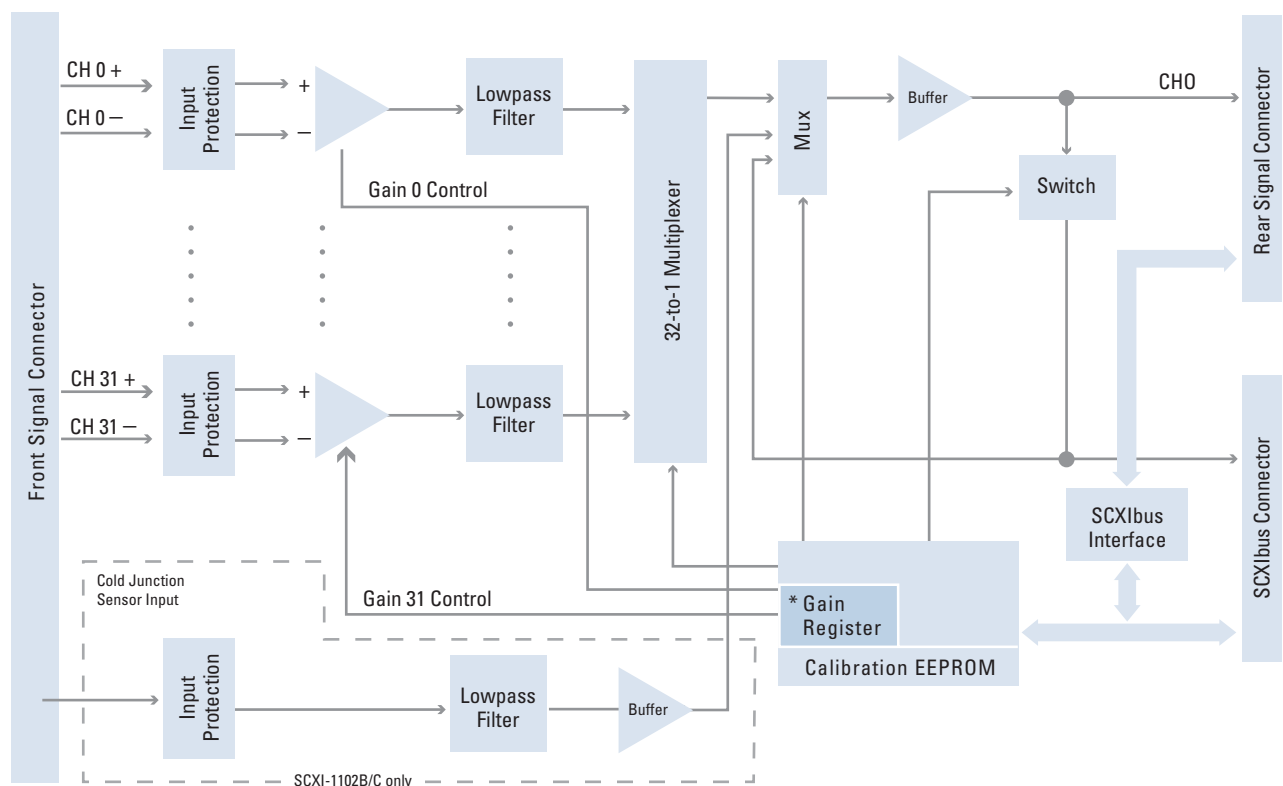 Front Signal Connector
CH 0 +
CH 0 –
Input
Protection
+
–
Lowpass
Filter
Gain 0 Control
32-to-1 Multiplexer
Mux
Buffer
CHO
Switch
Rear Signal Connector
CH 31 +
CH 31 –
Input
Protection
+
–
Lowpass
Filter
Gain 31 Control
SCXIbus
Interface
SCXIbus Connector
* Gain
Register
Calibration EEPROM
Cold Junction
Sensor Input
Input
Protection
Lowpass
Filter
Buffer
SCXI-1102B/C only